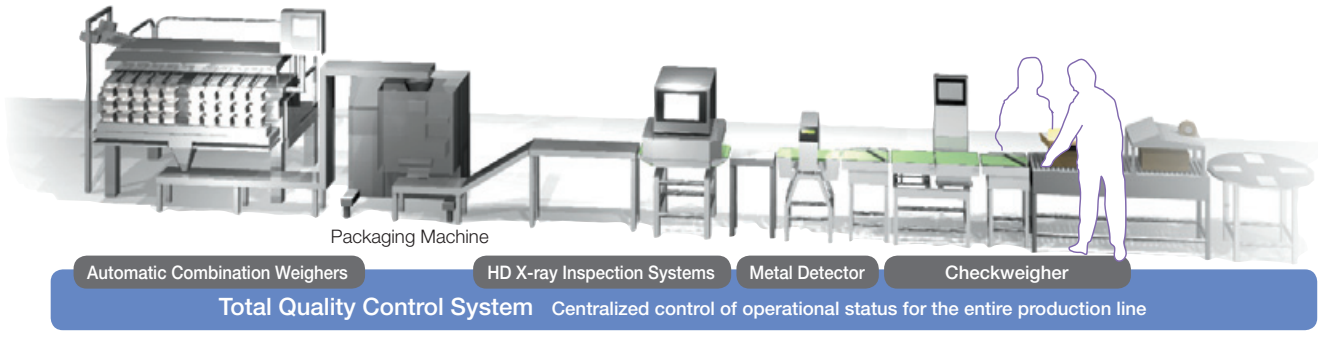 Packaging Machine
Automatic Combination Weighers
HD X-ray Inspection Systems
Metal Detector
Checkweigher
Total Quality Control System Centralized control of operational status for the entire production line